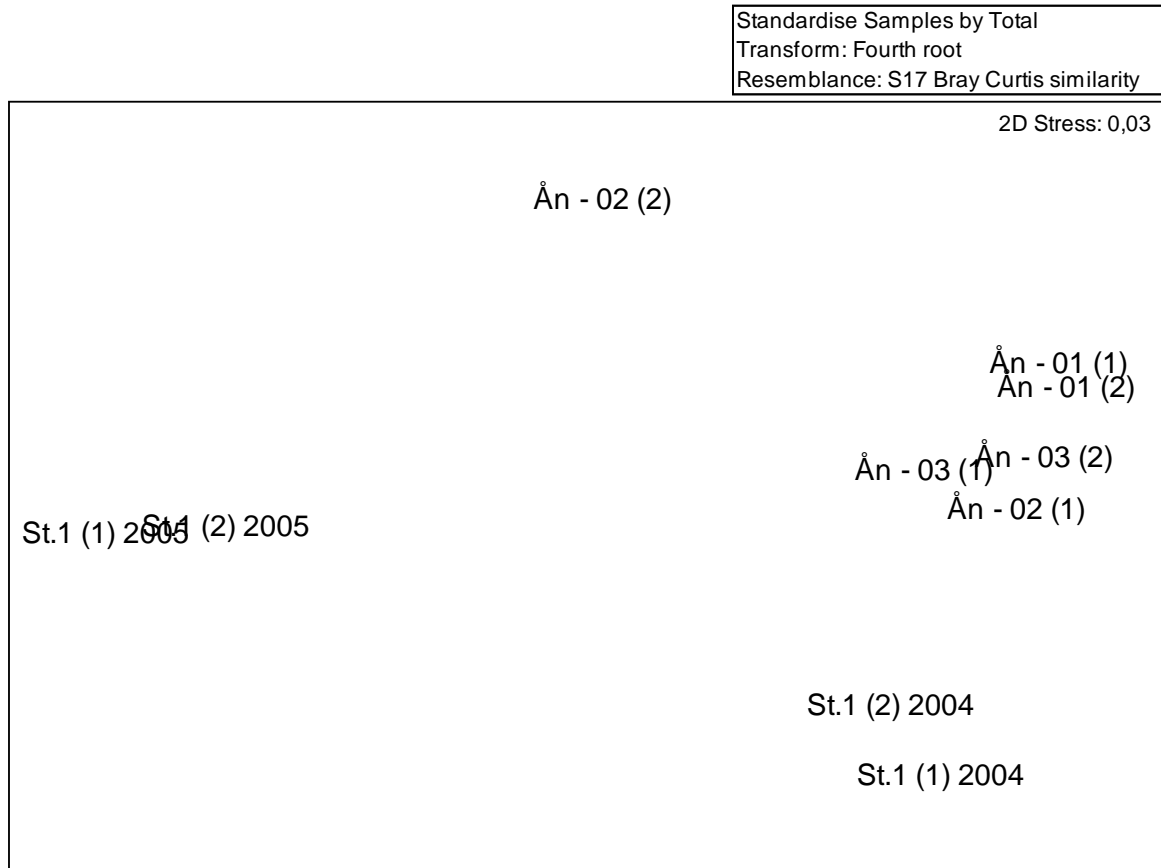 Standardise Samples by Total
Transform: Fourth root
Resemblance: S17 Bray Curtis similarity
2D Stress: 0,03
Ån - 02 (2)
Ån - 01 (1)
Ån - 01 (2)
Ån - 03 (2)
Ån - 03 (1)
Ån - 02 (1)
St.1 (1) 2005
St.1 (2) 2005
St.1 (2) 2004
St.1 (1) 2004